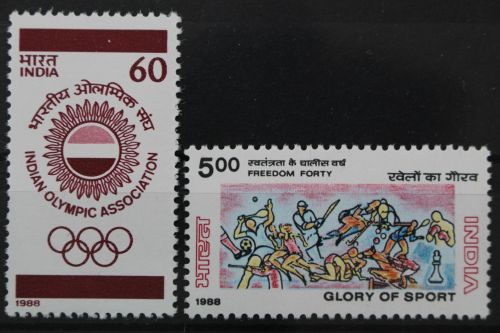 भारत
INDIA
60
भारतीय ओलम्पिक संघ
INDIAN OLYMPIC ASSOCIATION
1988
5.00
स्वतंत्रता के चालीस वर्ष
FREEDOM FORTY
खेलों का गौरव
भारत
INDIA
1988
GLORY OF SPORT